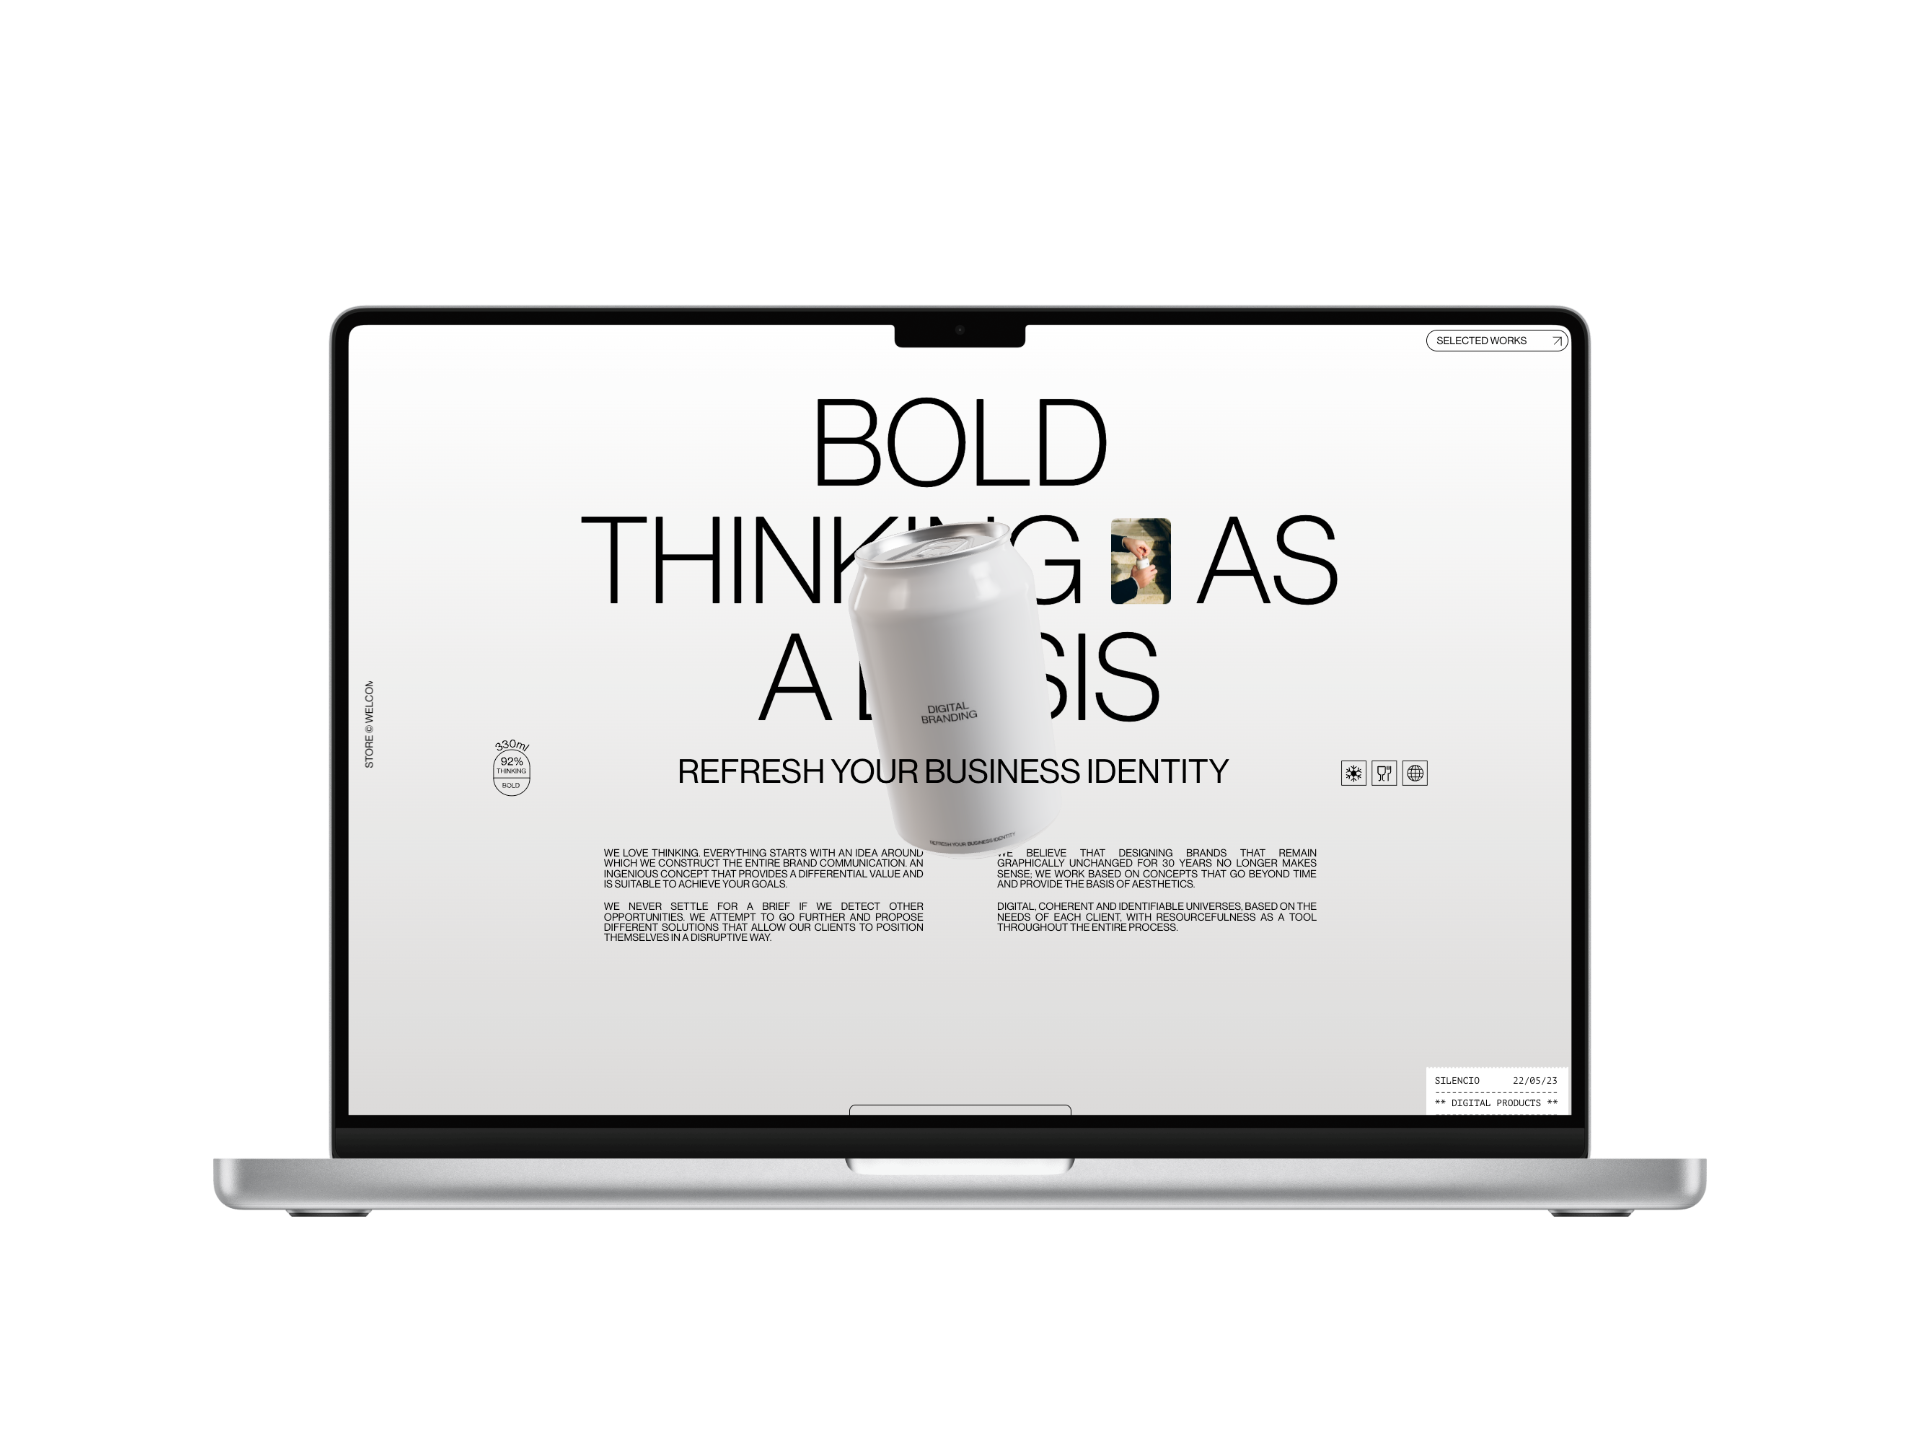 SELECTED WORKS
BOLD
THINKING AS
A B SIS
DIGITAL
BRANDING
STORE © WELCOM
330ml
92%
THINKING
BOLD
REFRESH YOUR BUSINESS IDENTITY
REFRESH YOUR BUSINESS IDENTITY
WE LOVE THINKING. EVERYTHING STARTS WITH AN IDEA AROUND
WHICH WE CONSTRUCT THE ENTIRE BRAND COMMUNICATION. AN
INGENIOUS CONCEPT THAT PROVIDES A DIFFERENTIAL VALUE AND
IS SUITABLE TO ACHIEVE YOUR GOALS.
WE NEVER SETTLE FOR A BRIEF IF WE DETECT OTHER
OPPORTUNITIES. WE ATTEMPT TO GO FURTHER AND PROPOSE
DIFFERENT SOLUTIONS THAT ALLOW OUR CLIENTS TO POSITION
THEMSELVES IN A DISRUPTIVE WAY.
WE BELIEVE THAT DESIGNING BRANDS THAT REMAIN
GRAPHICALLY UNCHANGED FOR 30 YEARS NO LONGER MAKES
SENSE; WE WORK BASED ON CONCEPTS THAT GO BEYOND TIME
AND PROVIDE THE BASIS OF AESTHETICS.
DIGITAL, COHERENT AND IDENTIFIABLE UNIVERSES, BASED ON THE
NEEDS OF EACH CLIENT, WITH RESOURCEFULNESS AS A TOOL
THROUGHOUT THE ENTIRE PROCESS.
SILENCIO 22/05/23
** DIGITAL PRODUCTS **